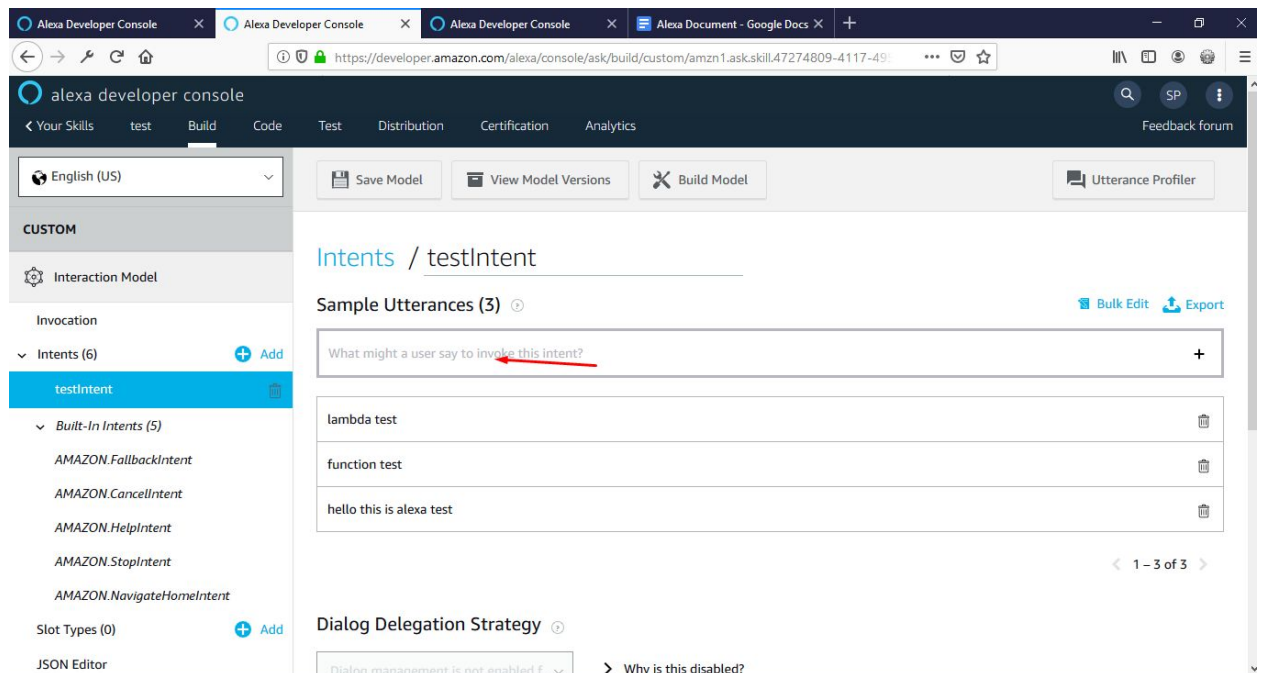 Alexa Developer Console
Alexa Developer Console
Alexa Developer Console
Alexa Document - Google Docs
https://developer.amazon.com/alexa/console/ask/build/custom/amzn1.ask.skill.47274809-4117-49
alexa developer console
SP
Your Skills test Build Code Test Distribution Certification Analytics Feedback forum
English (US)
Save Model View Model Versions Build Model Utterance Profiler
CUSTOM
Interaction Model
Invocation
Intents (6) Add
testIntent
Built-In Intents (5)
AMAZON.FallbackIntent
AMAZON.CancelIntent
AMAZON.HelpIntent
AMAZON.StopIntent
AMAZON.NavigateHomeIntent
Slot Types (0) Add
JSON Editor
Intents / testIntent
Sample Utterances (3) Bulk Edit Export
What might a user say to invoke this intent?
lambda test
function test
hello this is alexa test
1 – 3 of 3
Dialog Delegation Strategy
Dialog management is not enabled f
Why is this disabled?